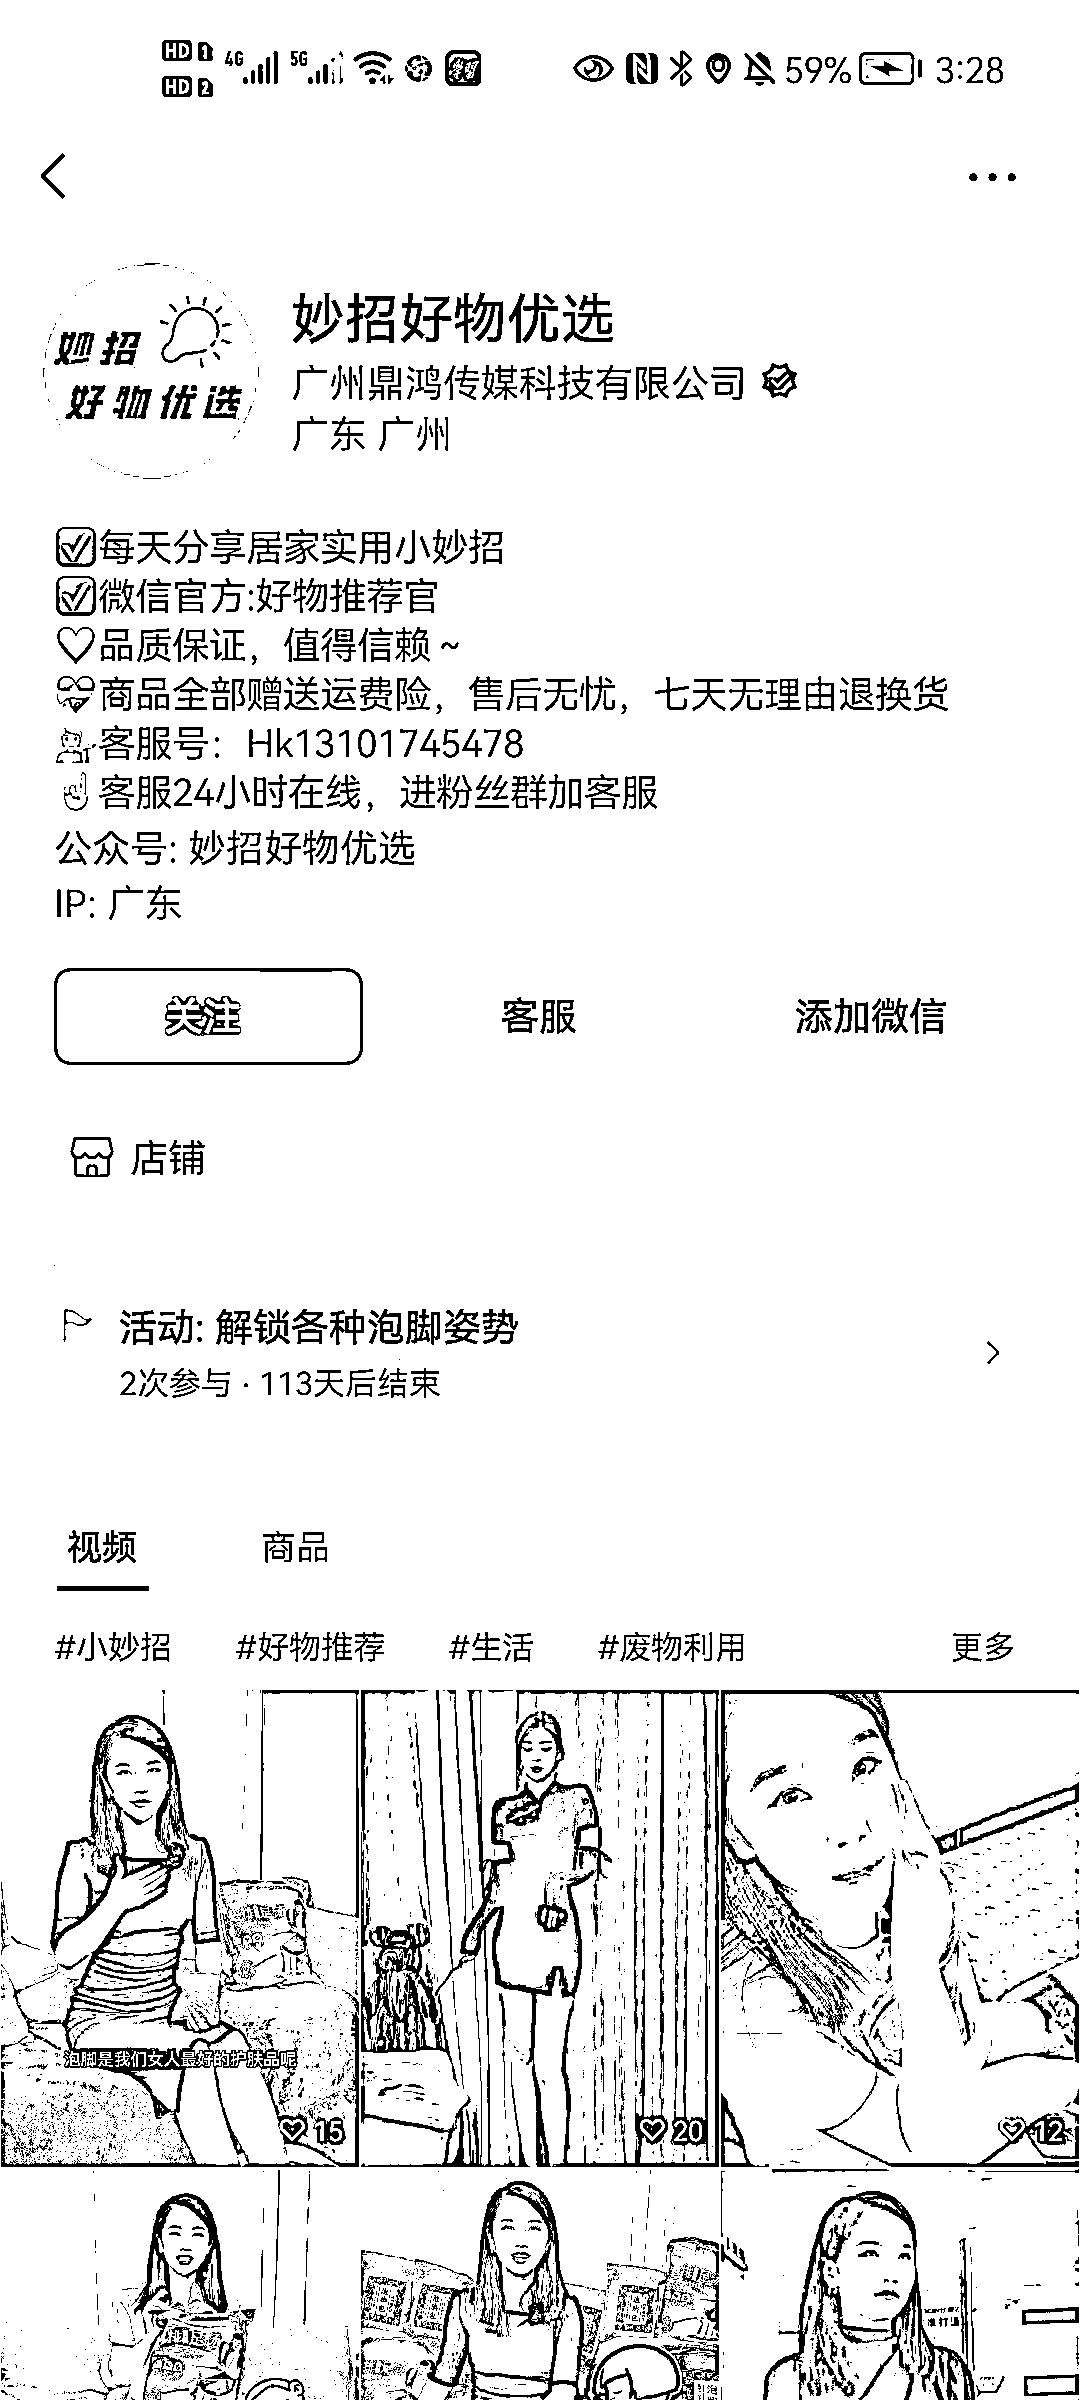 HD 1 4G 5G 59% 3:28
HD 2
妙招
好物优选
妙招好物优选
广州鼎鸿传媒科技有限公司
广东 广州
每天分享居家实用小妙招
微信官方:好物推荐官
品质保证，值得信赖～
商品全部赠送运费险，售后无忧，七天无理由退换货
客服号：Hk13101745478
客服24小时在线，进粉丝群加客服
公众号: 妙招好物优选
IP: 广东
关注 客服 添加微信
店铺
活动: 解锁各种泡脚姿势
2次参与 · 113天后结束
视频 商品
#小妙招 #好物推荐 #生活 #废物利用 更多
泡脚是我们女人最好的护肤品呢
15 20 12